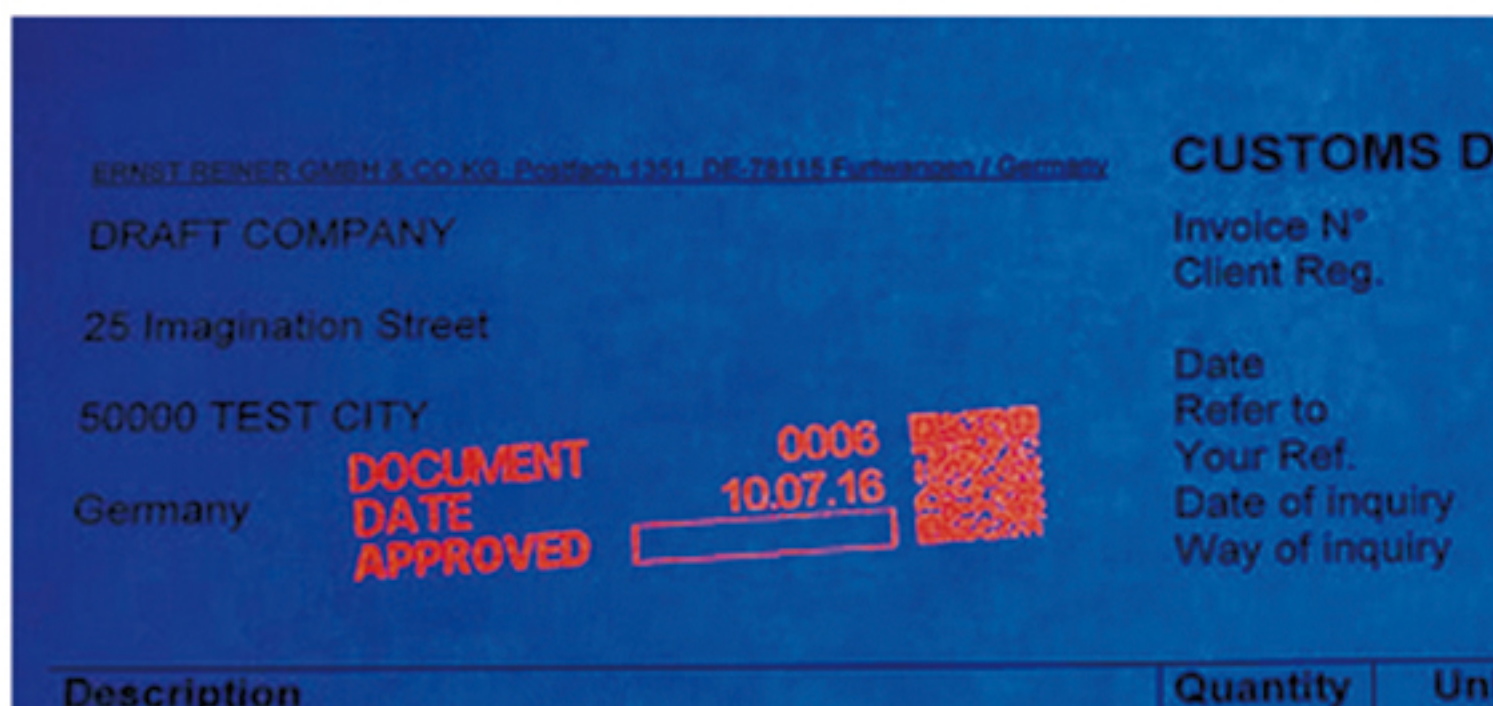 ERNST REINER GMBH & CO KG Postfach 1351 DE-78115 Furtwangen / Germany
DRAFT COMPANY
25 Imagination Street
50000 TEST CITY
Germany
DOCUMENT 0006
DATE 10.07.16
APPROVED
CUSTOMS D
Invoice N°
Client Reg.
Date
Refer to
Your Ref.
Date of inquiry
Way of inquiry
Description Quantity Un